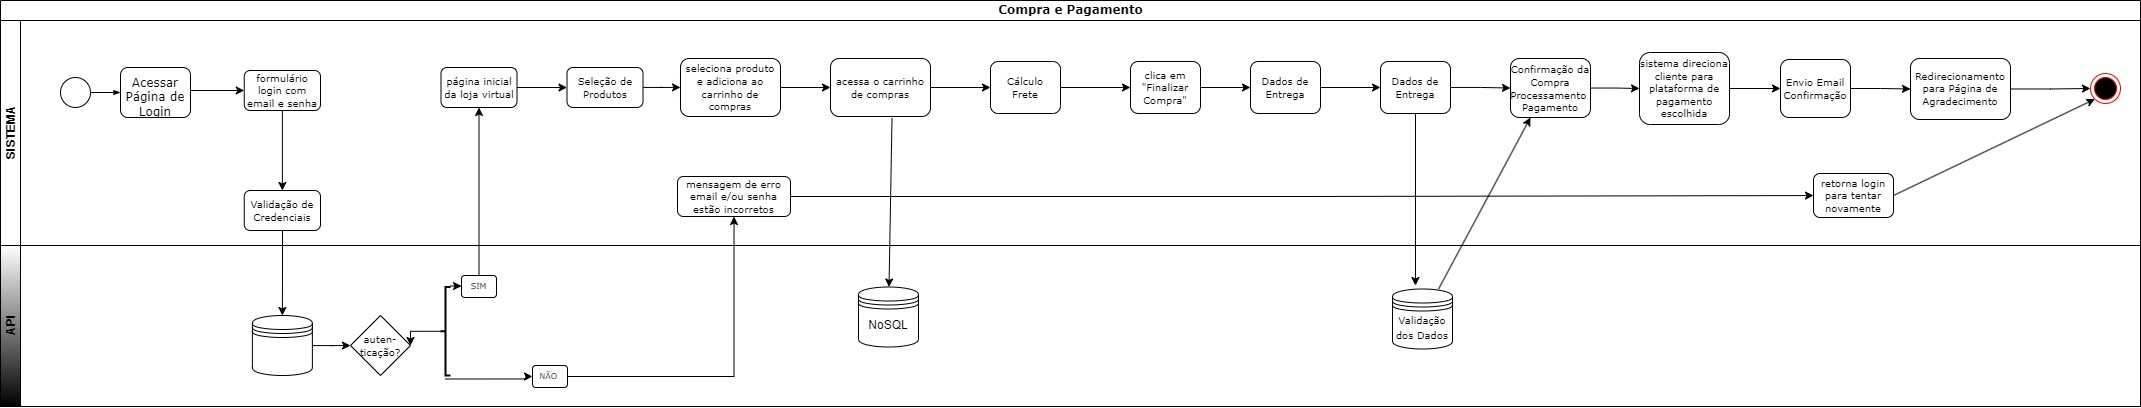 Compra e Pagamento
SISTEMA
Acessar
Página de
Login
formulário
login com
email e senha
Validação de
Credenciais
página inicial
da loja virtual
Seleção de
Produtos
seleciona produto
e adiciona ao
carrinho de
compras
acessa o carrinho
de compras
Cálculo
Frete
clica em
"Finalizar
Compra"
Dados de
Entrega
Dados de
Entrega
Confirmação da
Compra
Processamento
Pagamento
sistema direciona
cliente para
plataforma de
pagamento
escolhida
Envio Email
Confirmação
Redirecionamento
para Página de
Agradecimento
mensagem de erro
email e/ou senha
estão incorretos
retorna login
para tentar
novamente
API
auten-
ticação?
SIM
NÃO
NoSQL
Validação
dos Dados